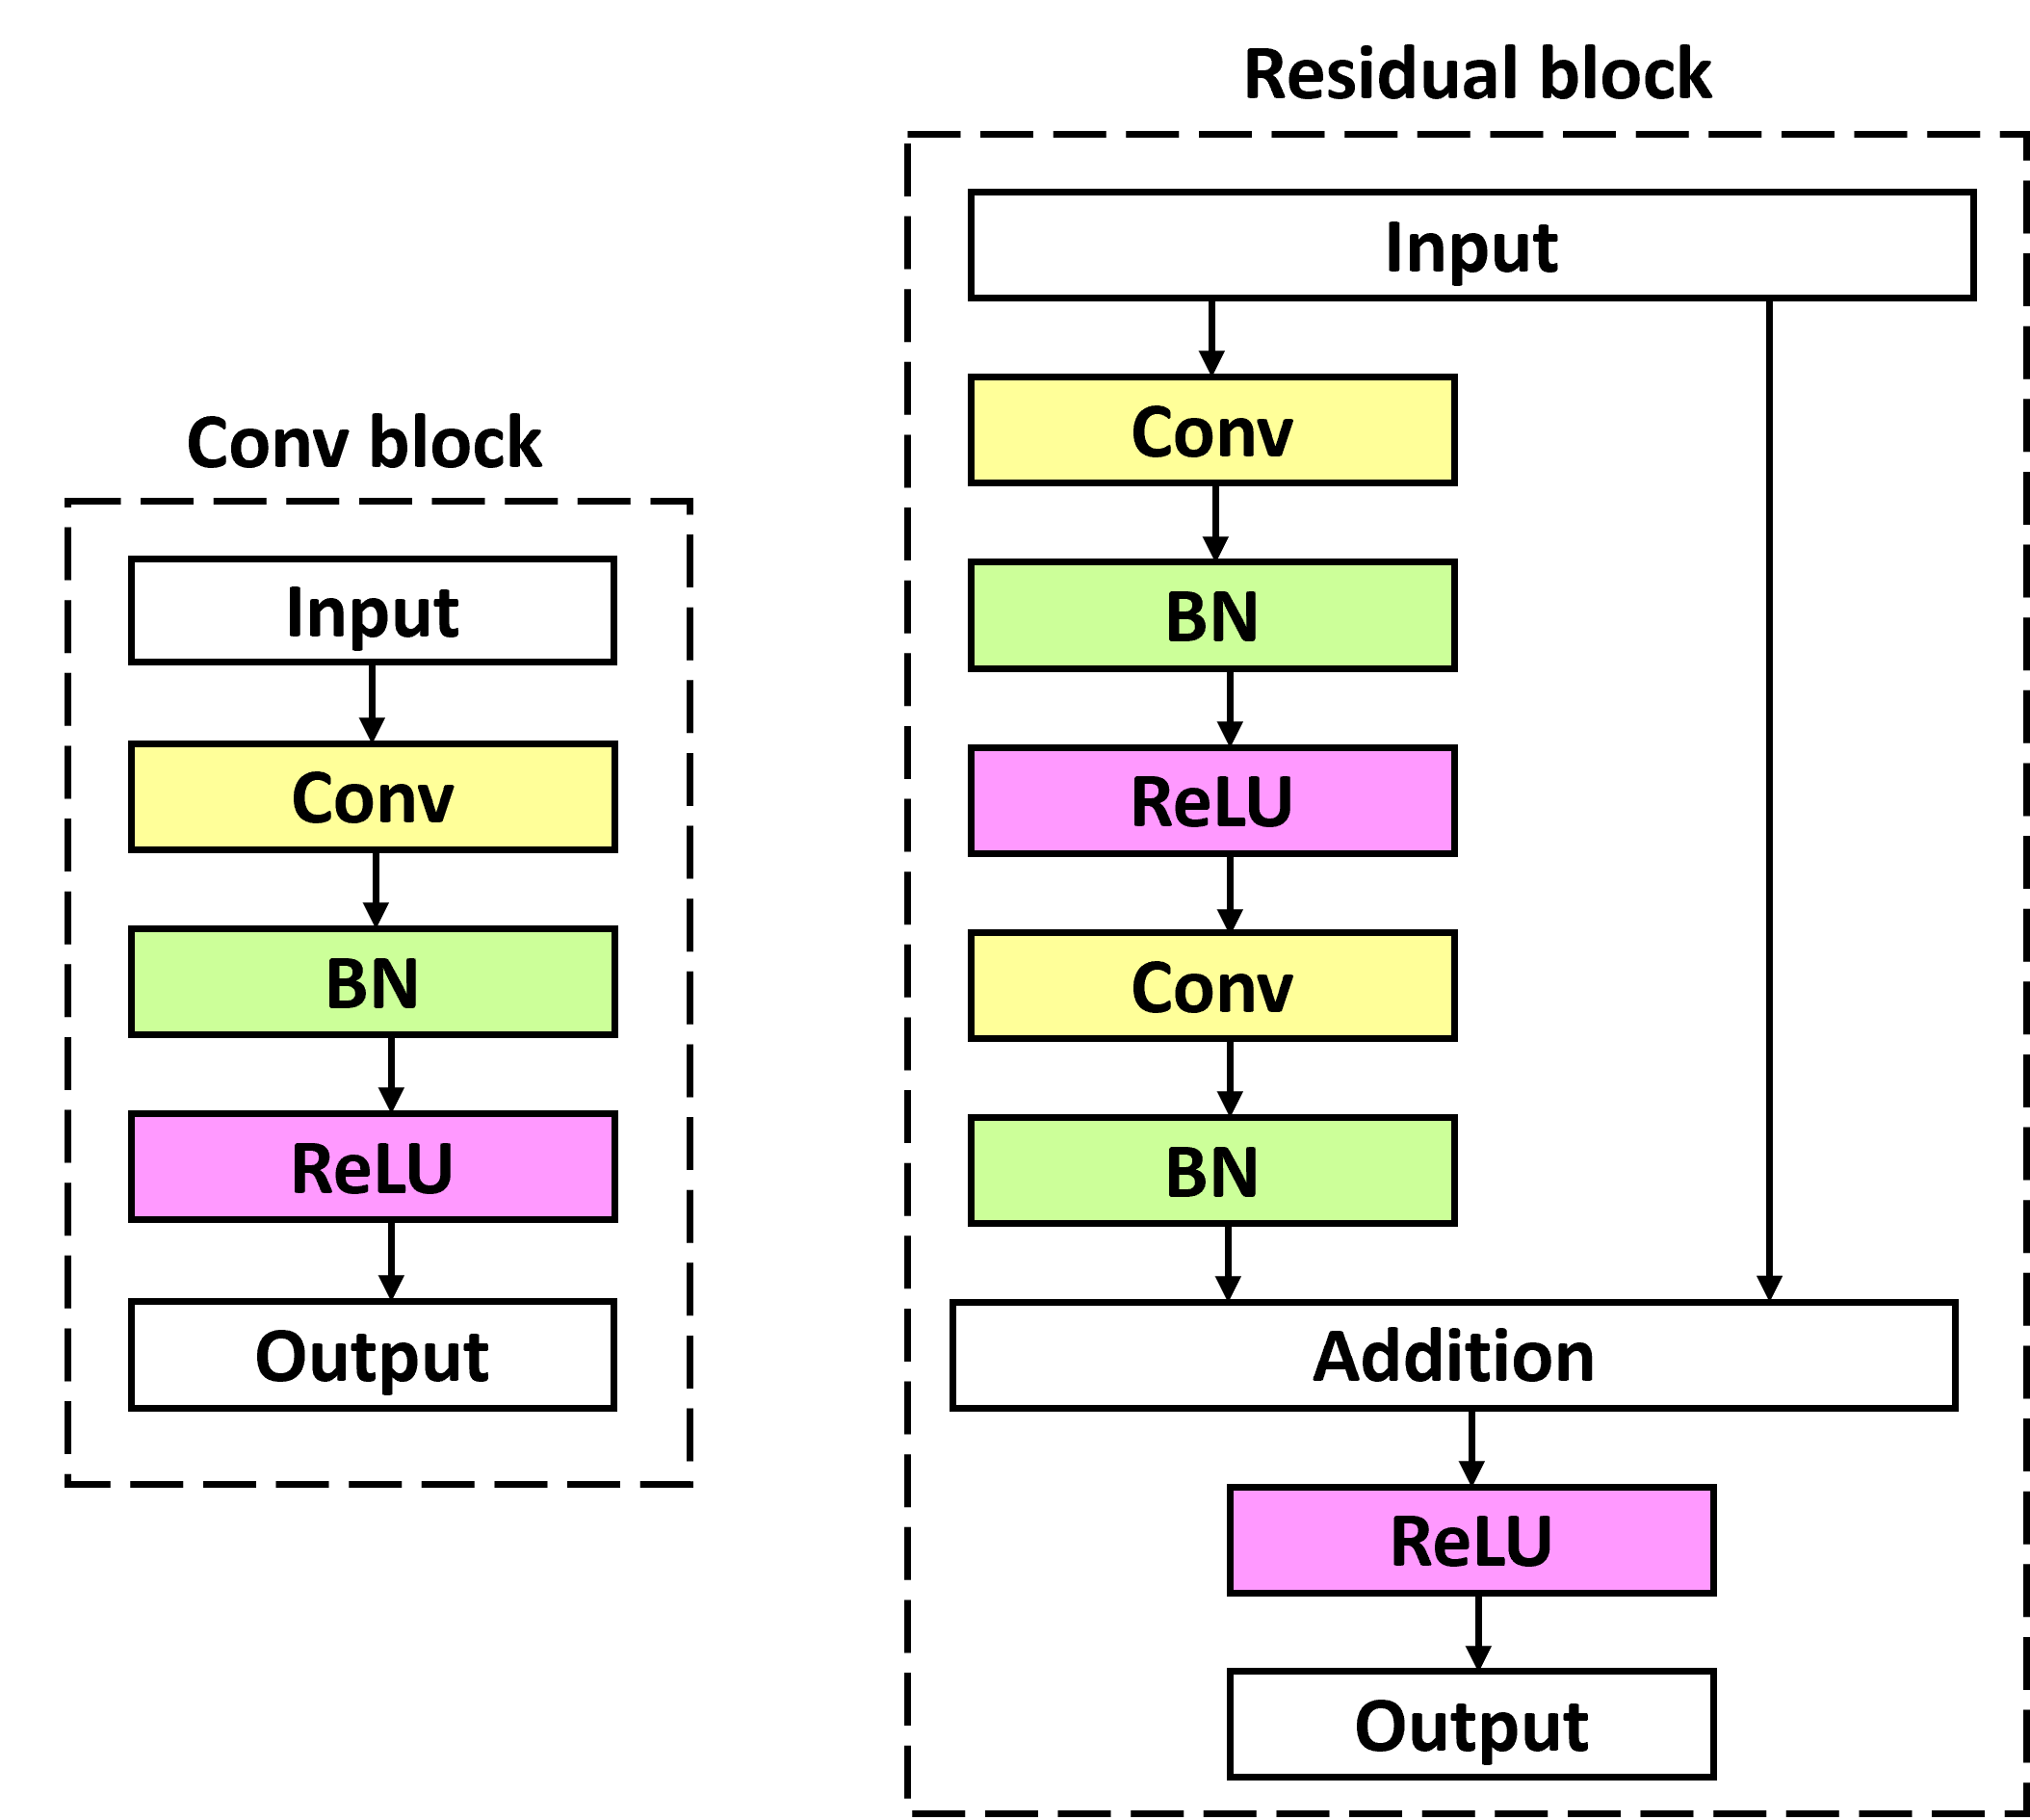 Conv block
Input
Conv
BN
ReLU
Output
Residual block
Input
Conv
BN
ReLU
Conv
BN
Addition
ReLU
Output